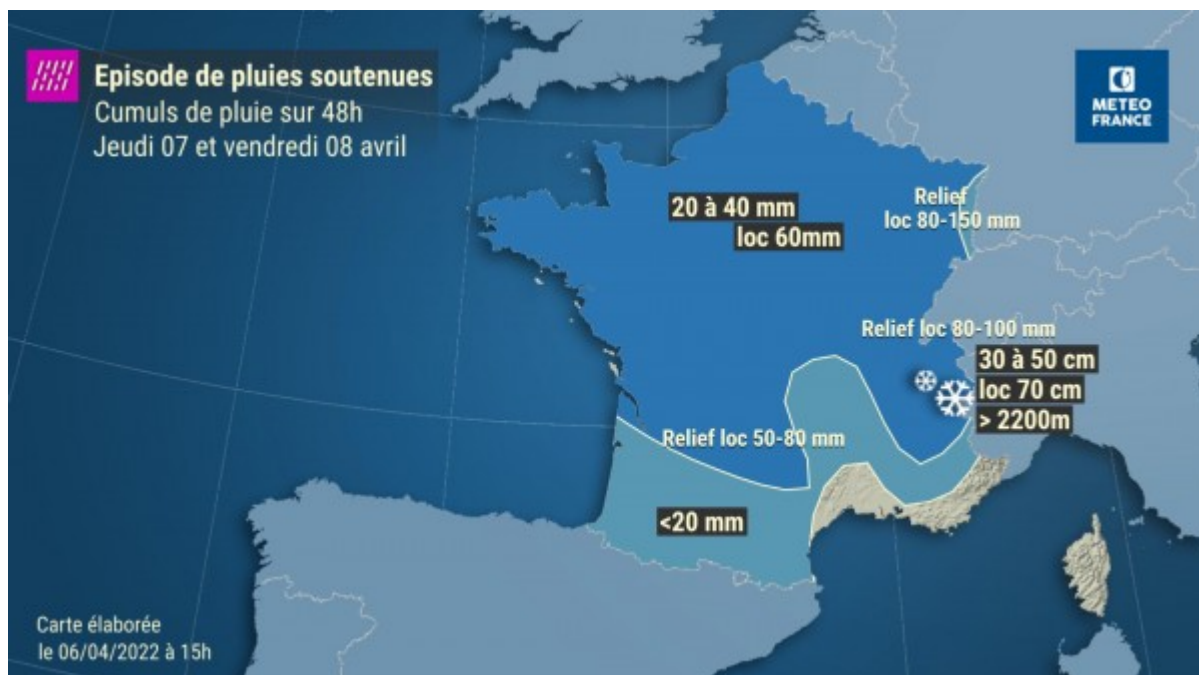 Episode de pluies soutenues
Cumuls de pluie sur 48h
Jeudi 07 et vendredi 08 avril
METEO
FRANCE
20 à 40 mm
loc 60mm
Relief
loc 80-150 mm
Relief loc 80-100 mm
30 à 50 cm
loc 70 cm
> 2200m
Relief loc 50-80 mm
<20 mm
Carte élaborée
le 06/04/2022 à 15h